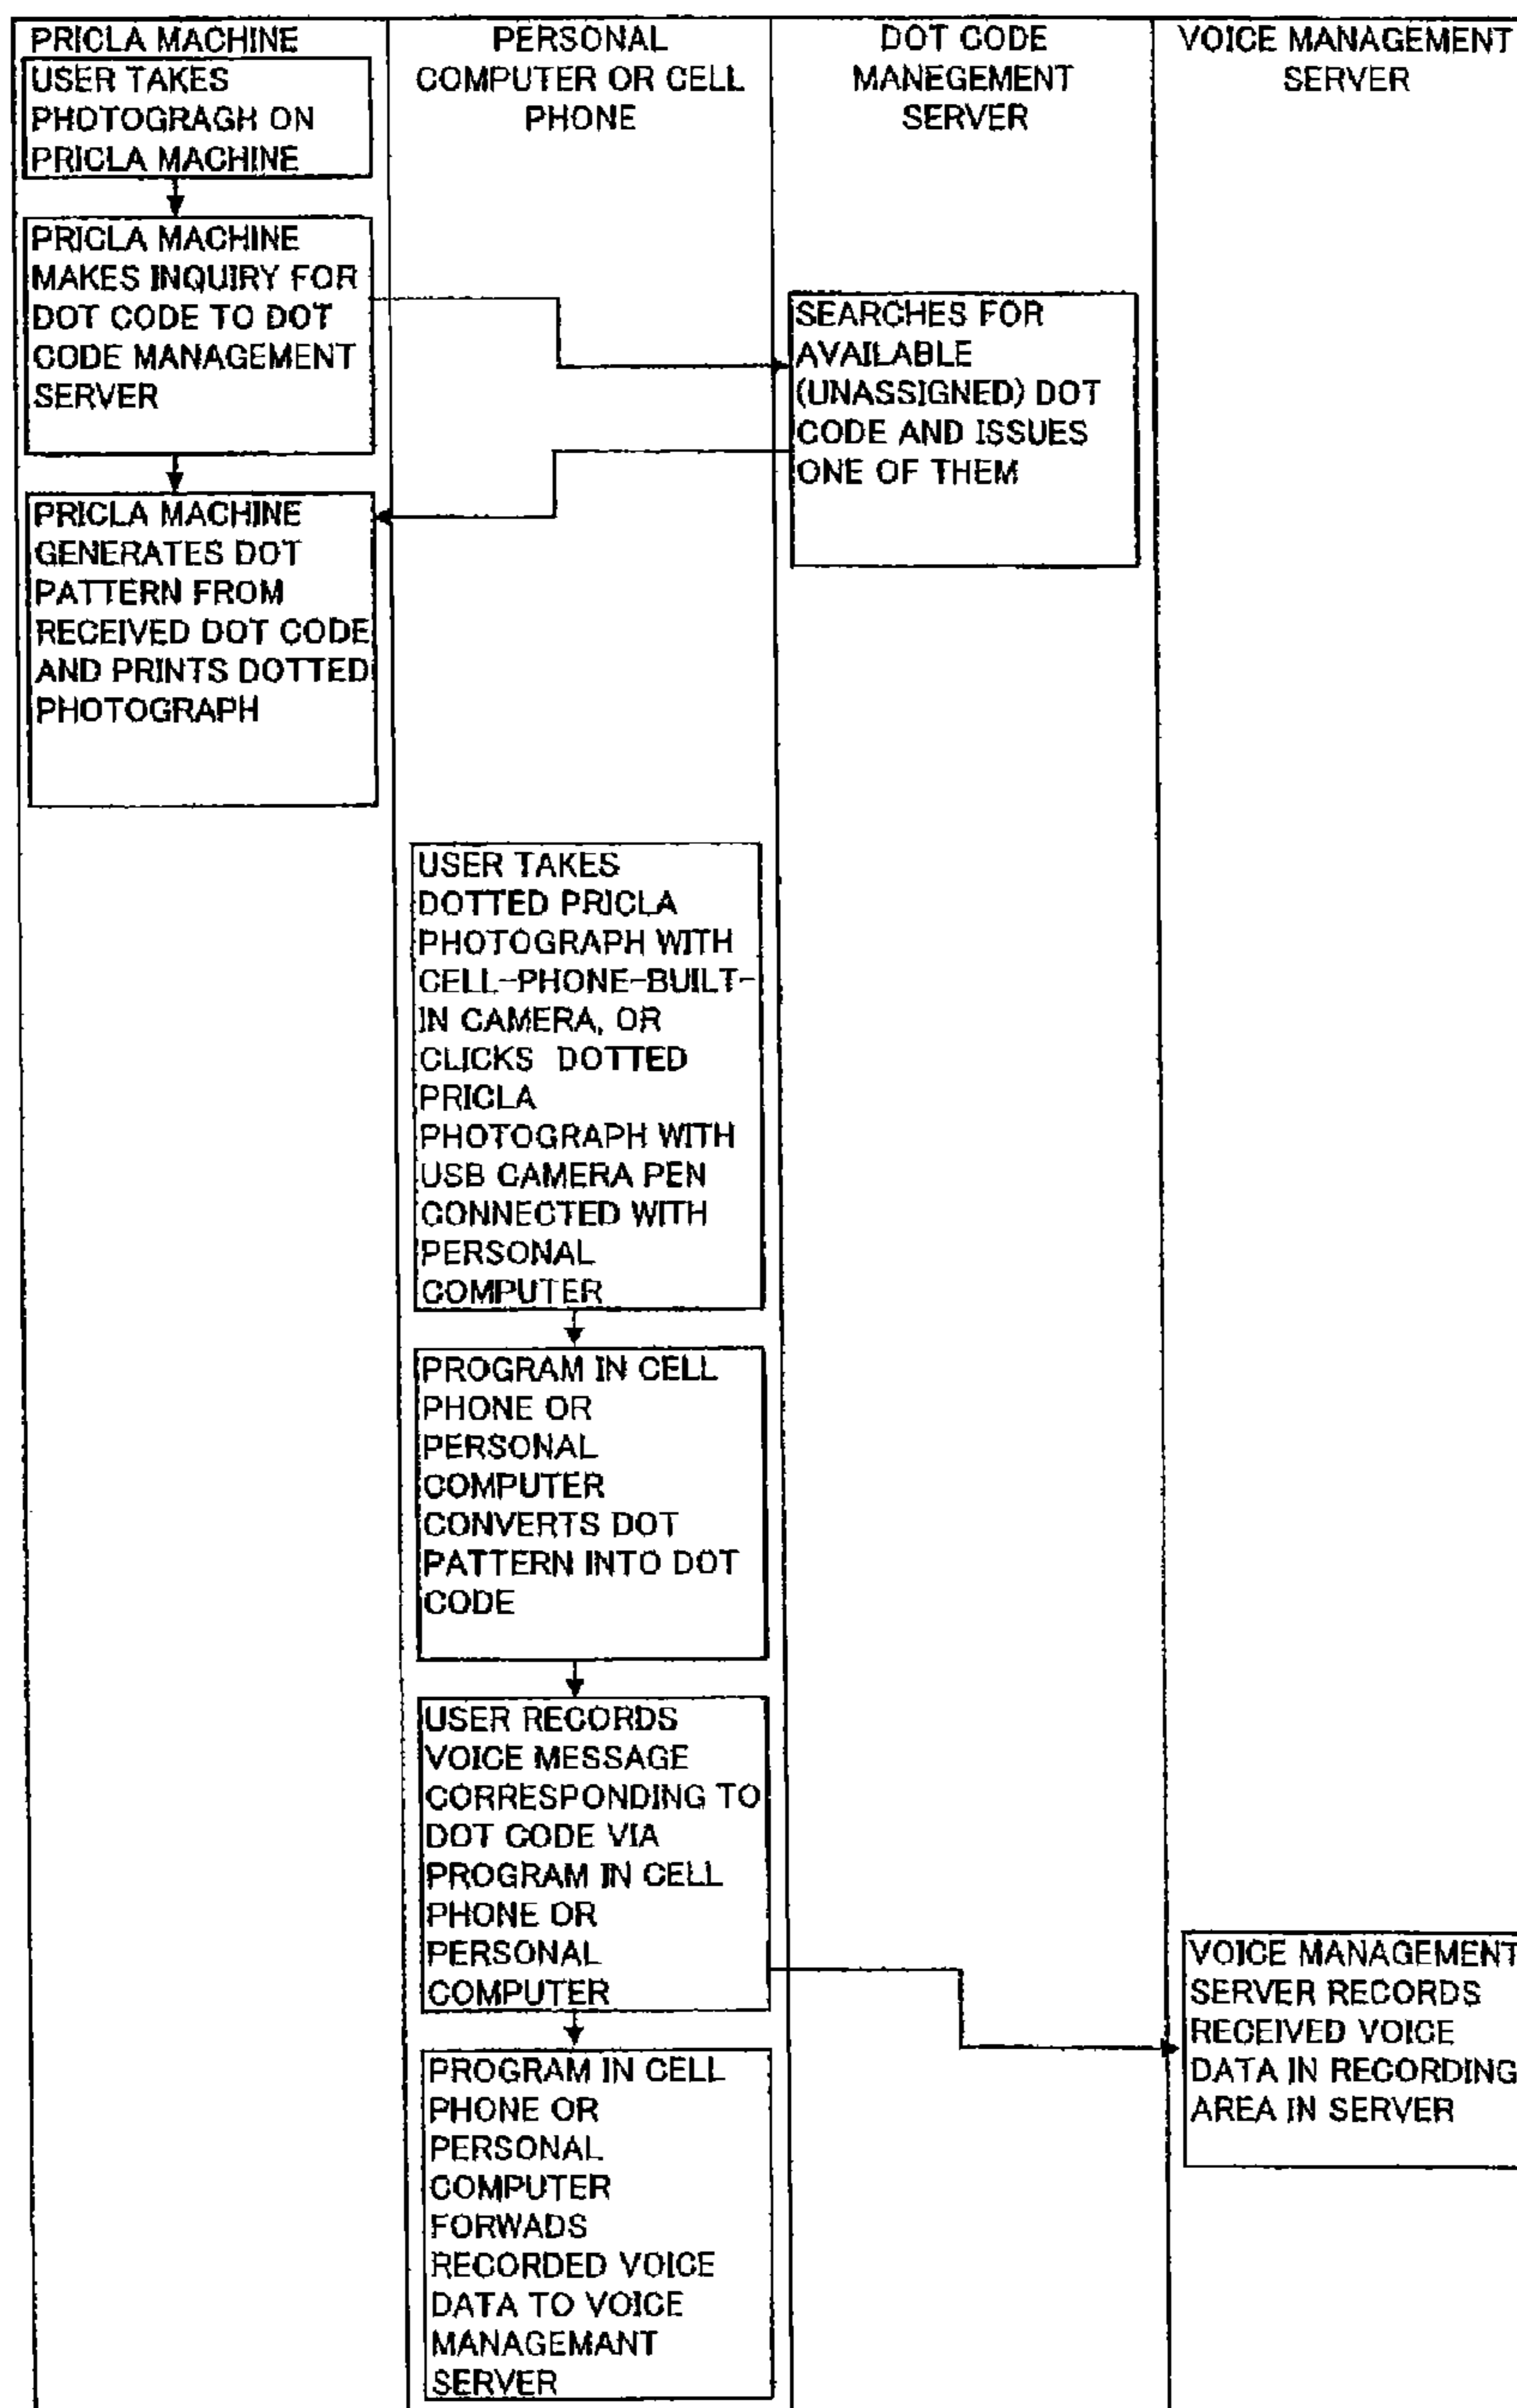 PRICLA MACHINE
USER TAKES
PHOTOGRAGH ON
PRICLA MACHINE
PRICLA MACHINE
MAKES INQUIRY FOR
DOT CODE TO DOT
CODE MANAGEMENT
SERVER
PRICLA MACHINE
GENERATES DOT
PATTERN FROM
RECEIVED DOT CODE
AND PRINTS DOTTED
PHOTOGRAPH
PERSONAL
COMPUTER OR CELL
PHONE
USER TAKES
DOTTED PRICLA
PHOTOGRAPH WITH
CELL-PHONE-BUILT-
IN CAMERA, OR
CLICKS DOTTED
PRICLA
PHOTOGRAPH WITH
USB CAMERA PEN
CONNECTED WITH
PERSONAL
COMPUTER
PROGRAM IN CELL
PHONE OR
PERSONAL
COMPUTER
CONVERTS DOT
PATTERN INTO DOT
CODE
USER RECORDS
VOICE MESSAGE
CORRESPONDING TO
DOT CODE VIA
PROGRAM IN CELL
PHONE OR
PERSONAL
COMPUTER
PROGRAM IN CELL
PHONE OR
PERSONAL
COMPUTER
FORWADS
RECORDED VOICE
DATA TO VOICE
MANAGEMANT
SERVER
DOT CODE
MANEGEMENT
SERVER
SEARCHES FOR
AVAILABLE
(UNASSIGNED) DOT
CODE AND ISSUES
ONE OF THEM
VOICE MANAGEMENT
SERVER
VOICE MANAGEMENT
SERVER RECORDS
RECEIVED VOICE
DATA IN RECORDING
AREA IN SERVER